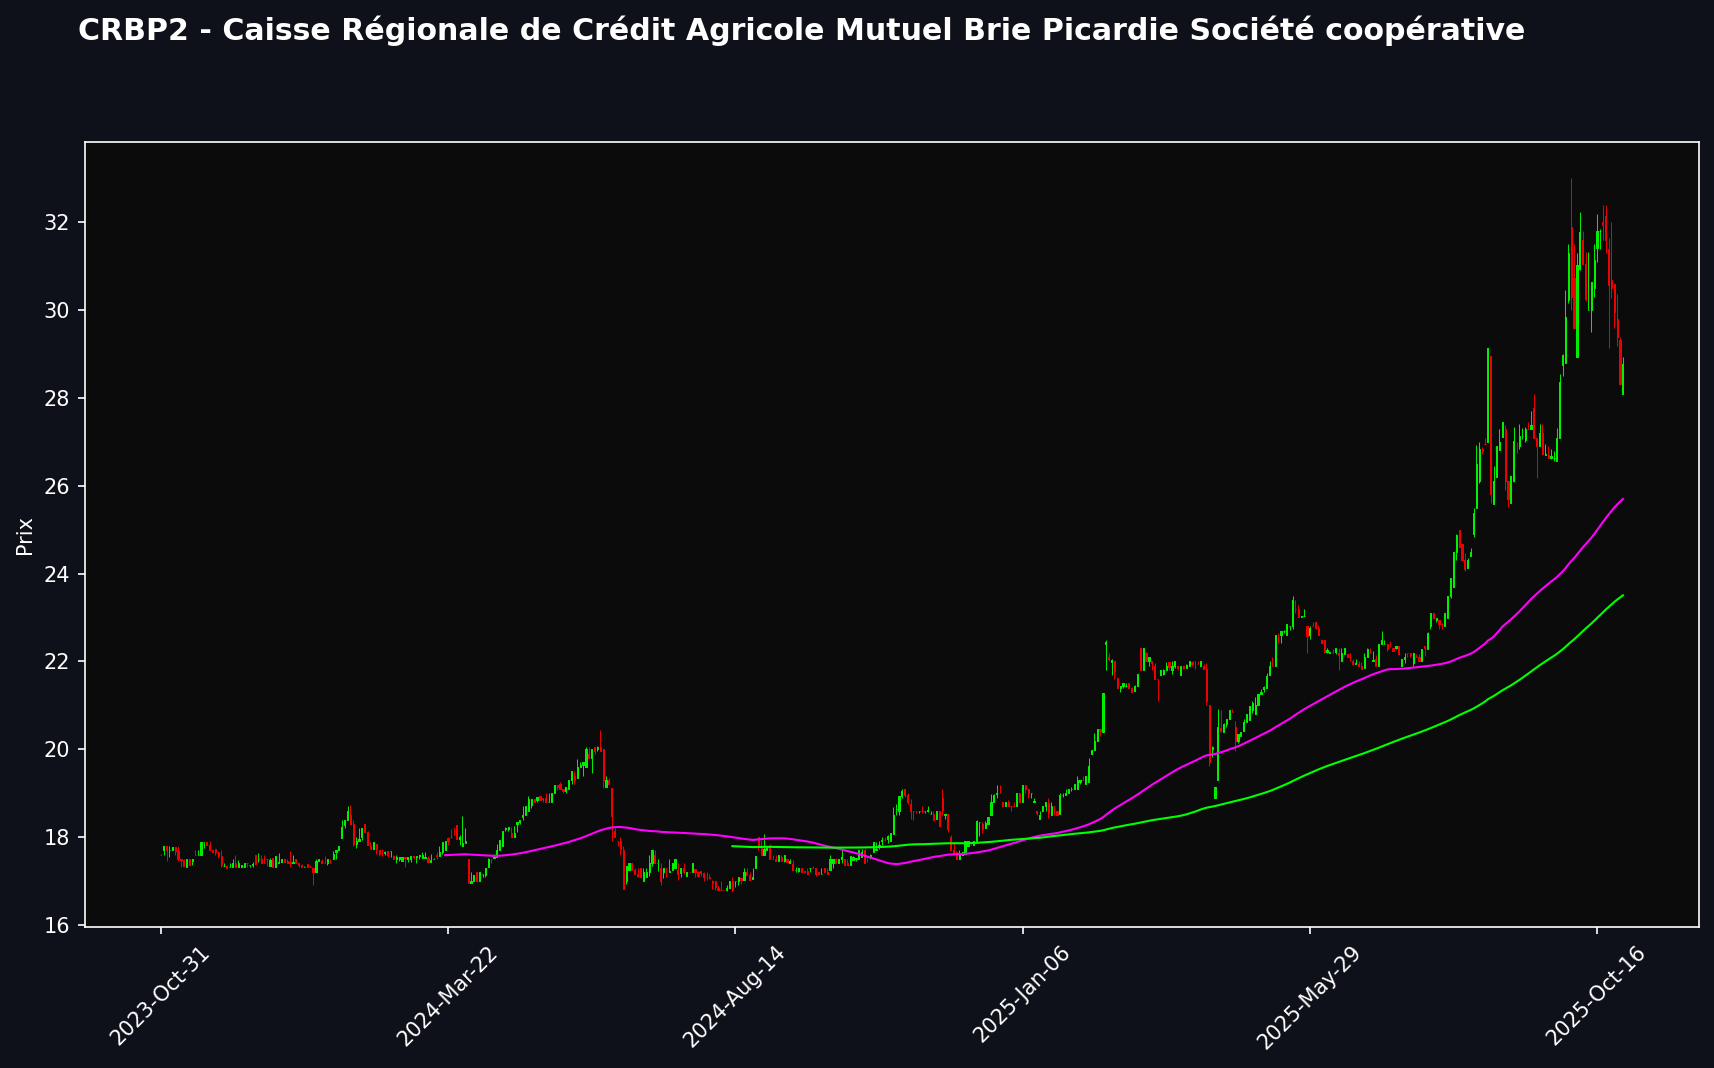 CRBP2 - Caisse Régionale de Crédit Agricole Mutuel Brie Picardie Société coopérative
Prix
32
30
28
26
24
22
20
18
16
2023-Oct-31
2024-Mar-22
2024-Aug-14
2025-Jan-06
2025-May-29
2025-Oct-16